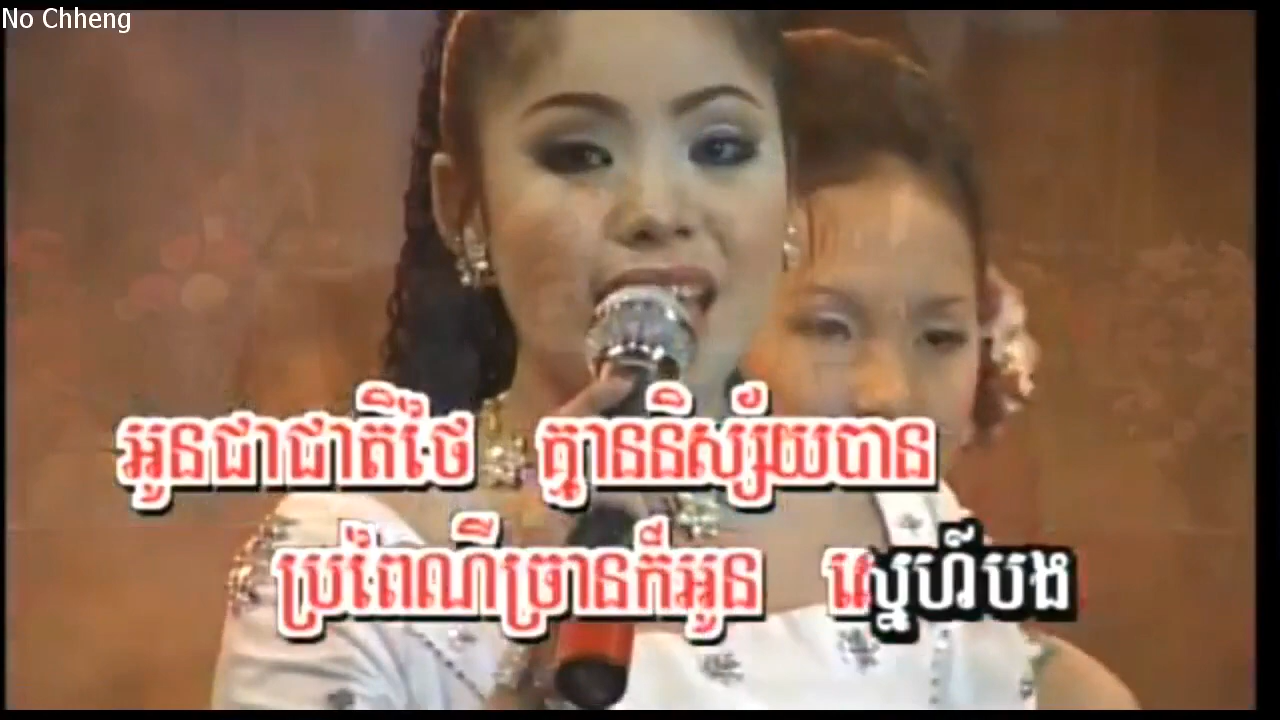 No Chheng
អូនជាជាតិថៃ គ្មាននិស្ស័យបាន
ប្រពៃណីច្រានក៏អូន ស្នេហ៍បង